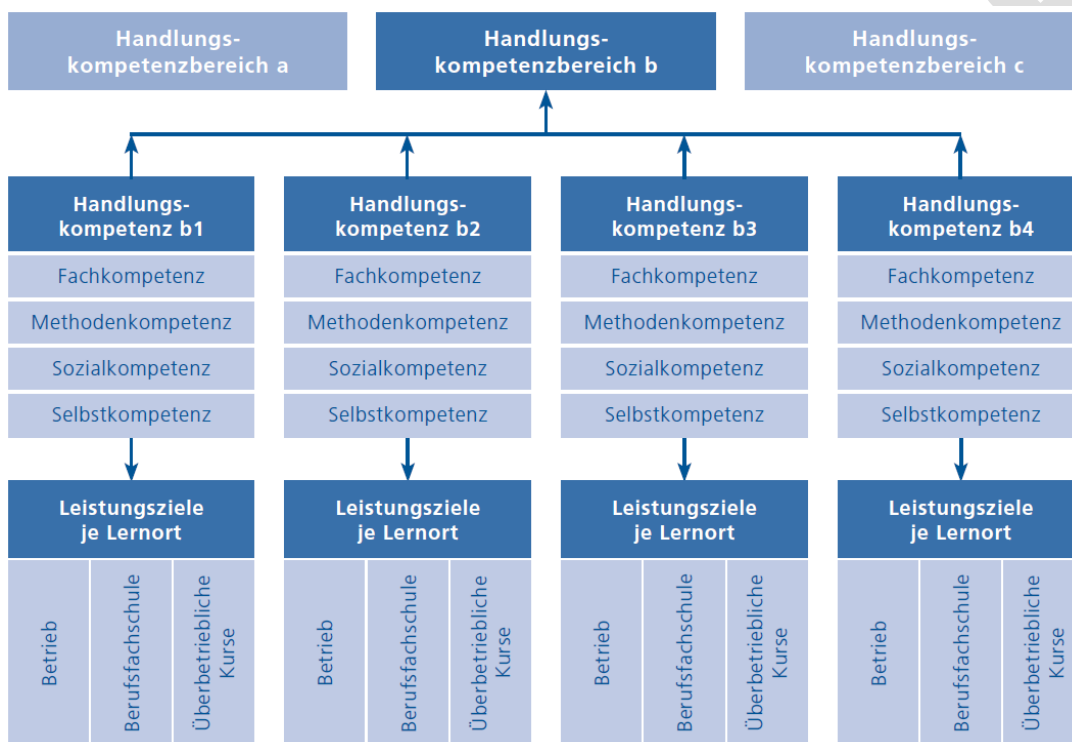 Handlungs-
kompetenzbereich a
Handlungs-
kompetenzbereich b
Handlungs-
kompetenzbereich c
Handlungs-
kompetenz b1
Fachkompetenz
Methodenkompetenz
Sozialkompetenz
Selbstkompetenz
Leistungsziele
je Lernort
Betrieb
Berufsfachschule
Überbetriebliche
Kurse
Handlungs-
kompetenz b2
Fachkompetenz
Methodenkompetenz
Sozialkompetenz
Selbstkompetenz
Leistungsziele
je Lernort
Betrieb
Berufsfachschule
Überbetriebliche
Kurse
Handlungs-
kompetenz b3
Fachkompetenz
Methodenkompetenz
Sozialkompetenz
Selbstkompetenz
Leistungsziele
je Lernort
Betrieb
Berufsfachschule
Überbetriebliche
Kurse
Handlungs-
kompetenz b4
Fachkompetenz
Methodenkompetenz
Sozialkompetenz
Selbstkompetenz
Leistungsziele
je Lernort
Betrieb
Berufsfachschule
Überbetriebliche
Kurse